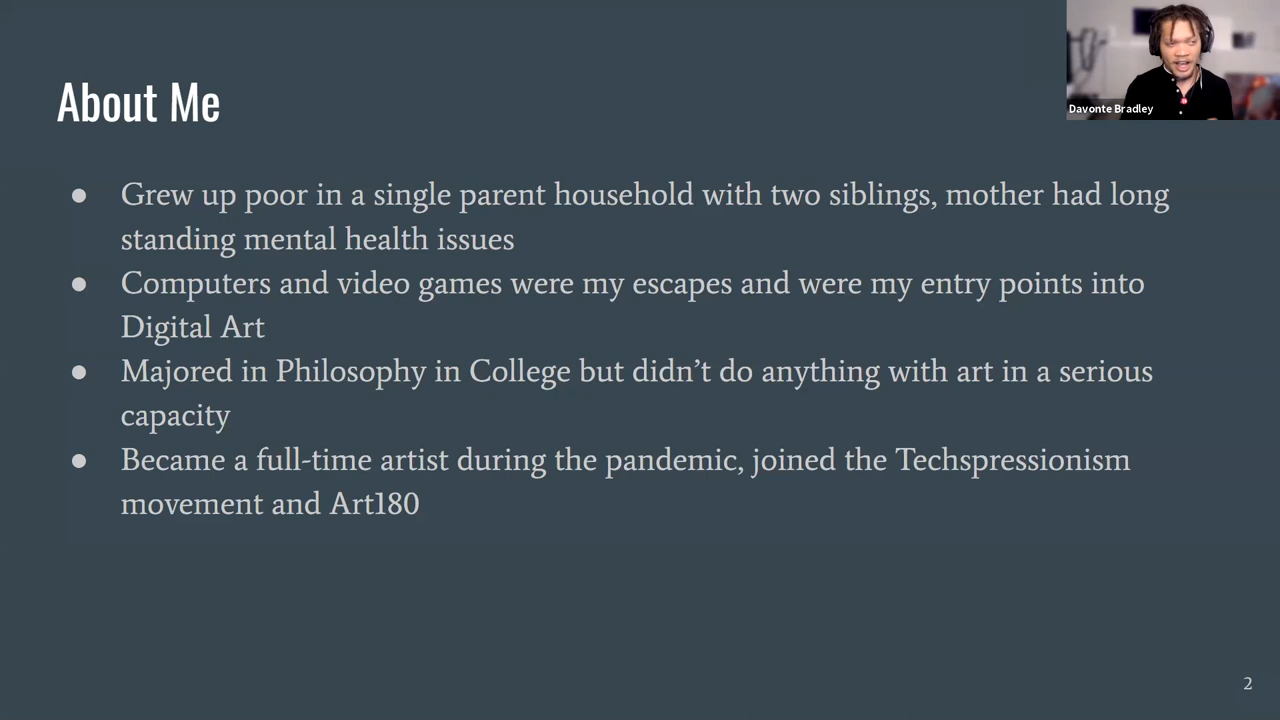 About Me
Davonte Bradley
● Grew up poor in a single parent household with two siblings, mother had long
standing mental health issues
● Computers and video games were my escapes and were my entry points into
Digital Art
● Majored in Philosophy in College but didn’t do anything with art in a serious
capacity
● Became a full-time artist during the pandemic, joined the Techspressionism
movement and Art180
2